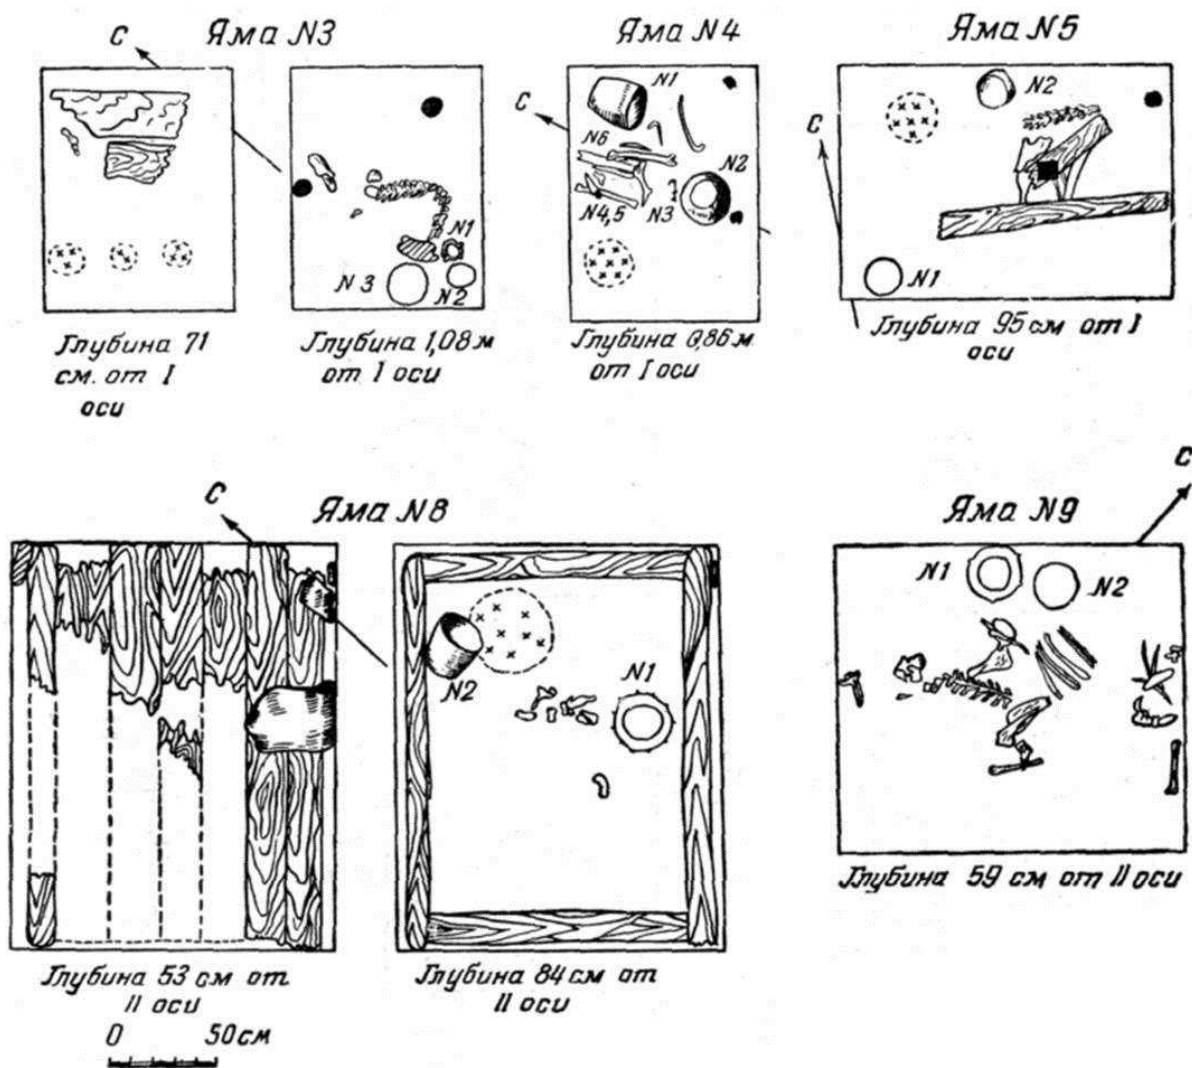 Яма N3
Яма N4
Яма N5
С
С
С
N1
N2
N3
N1
N6
N2
N4,5
N3
N2
N1
Глубина 71
см. от I
оси
Глубина 1,08 м
от I оси
Глубина 0,86 м.
от I оси
Глубина 95 см от I
оси
С
Яма N8
С
Яма N9
N2
N1
N1
N2
Глубина 53 см от
II оси
Глубина 84 см от
II оси
Глубина 59 см от II оси
0 50 см